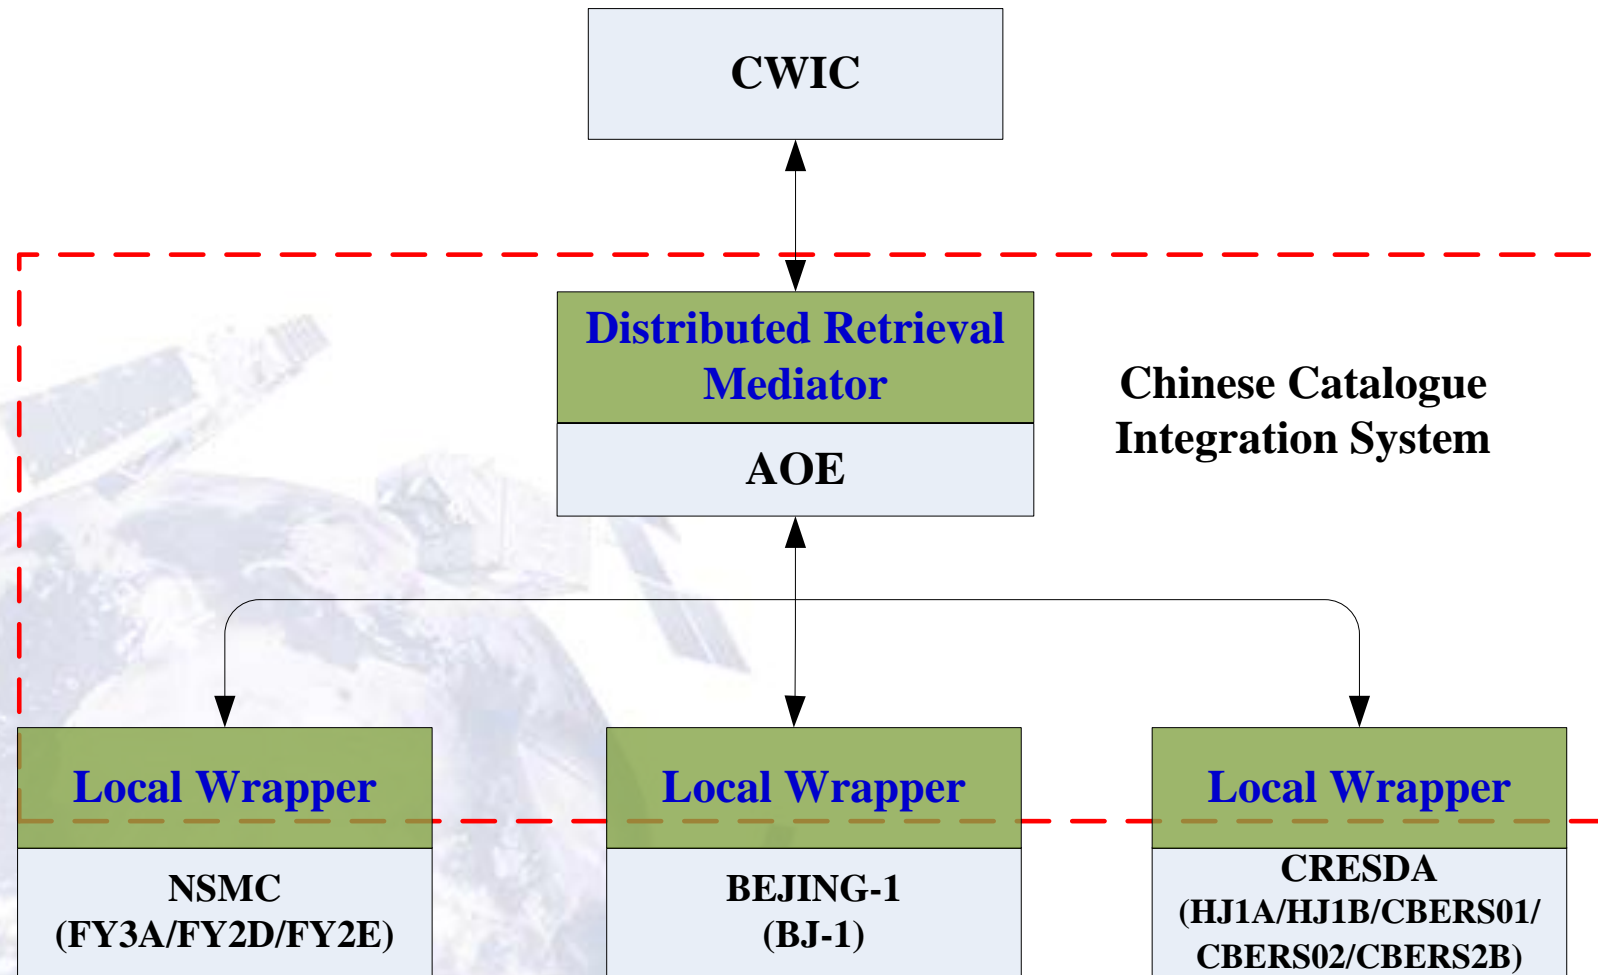 CWIC
Distributed Retrieval
Mediator
AOE
Chinese Catalogue
Integration System
Local Wrapper
NSMC
(FY3A/FY2D/FY2E)
Local Wrapper
BEJING-1
(BJ-1)
Local Wrapper
CRESDA
(HJ1A/HJ1B/CBERS01/
CBERS02/CBERS2B)